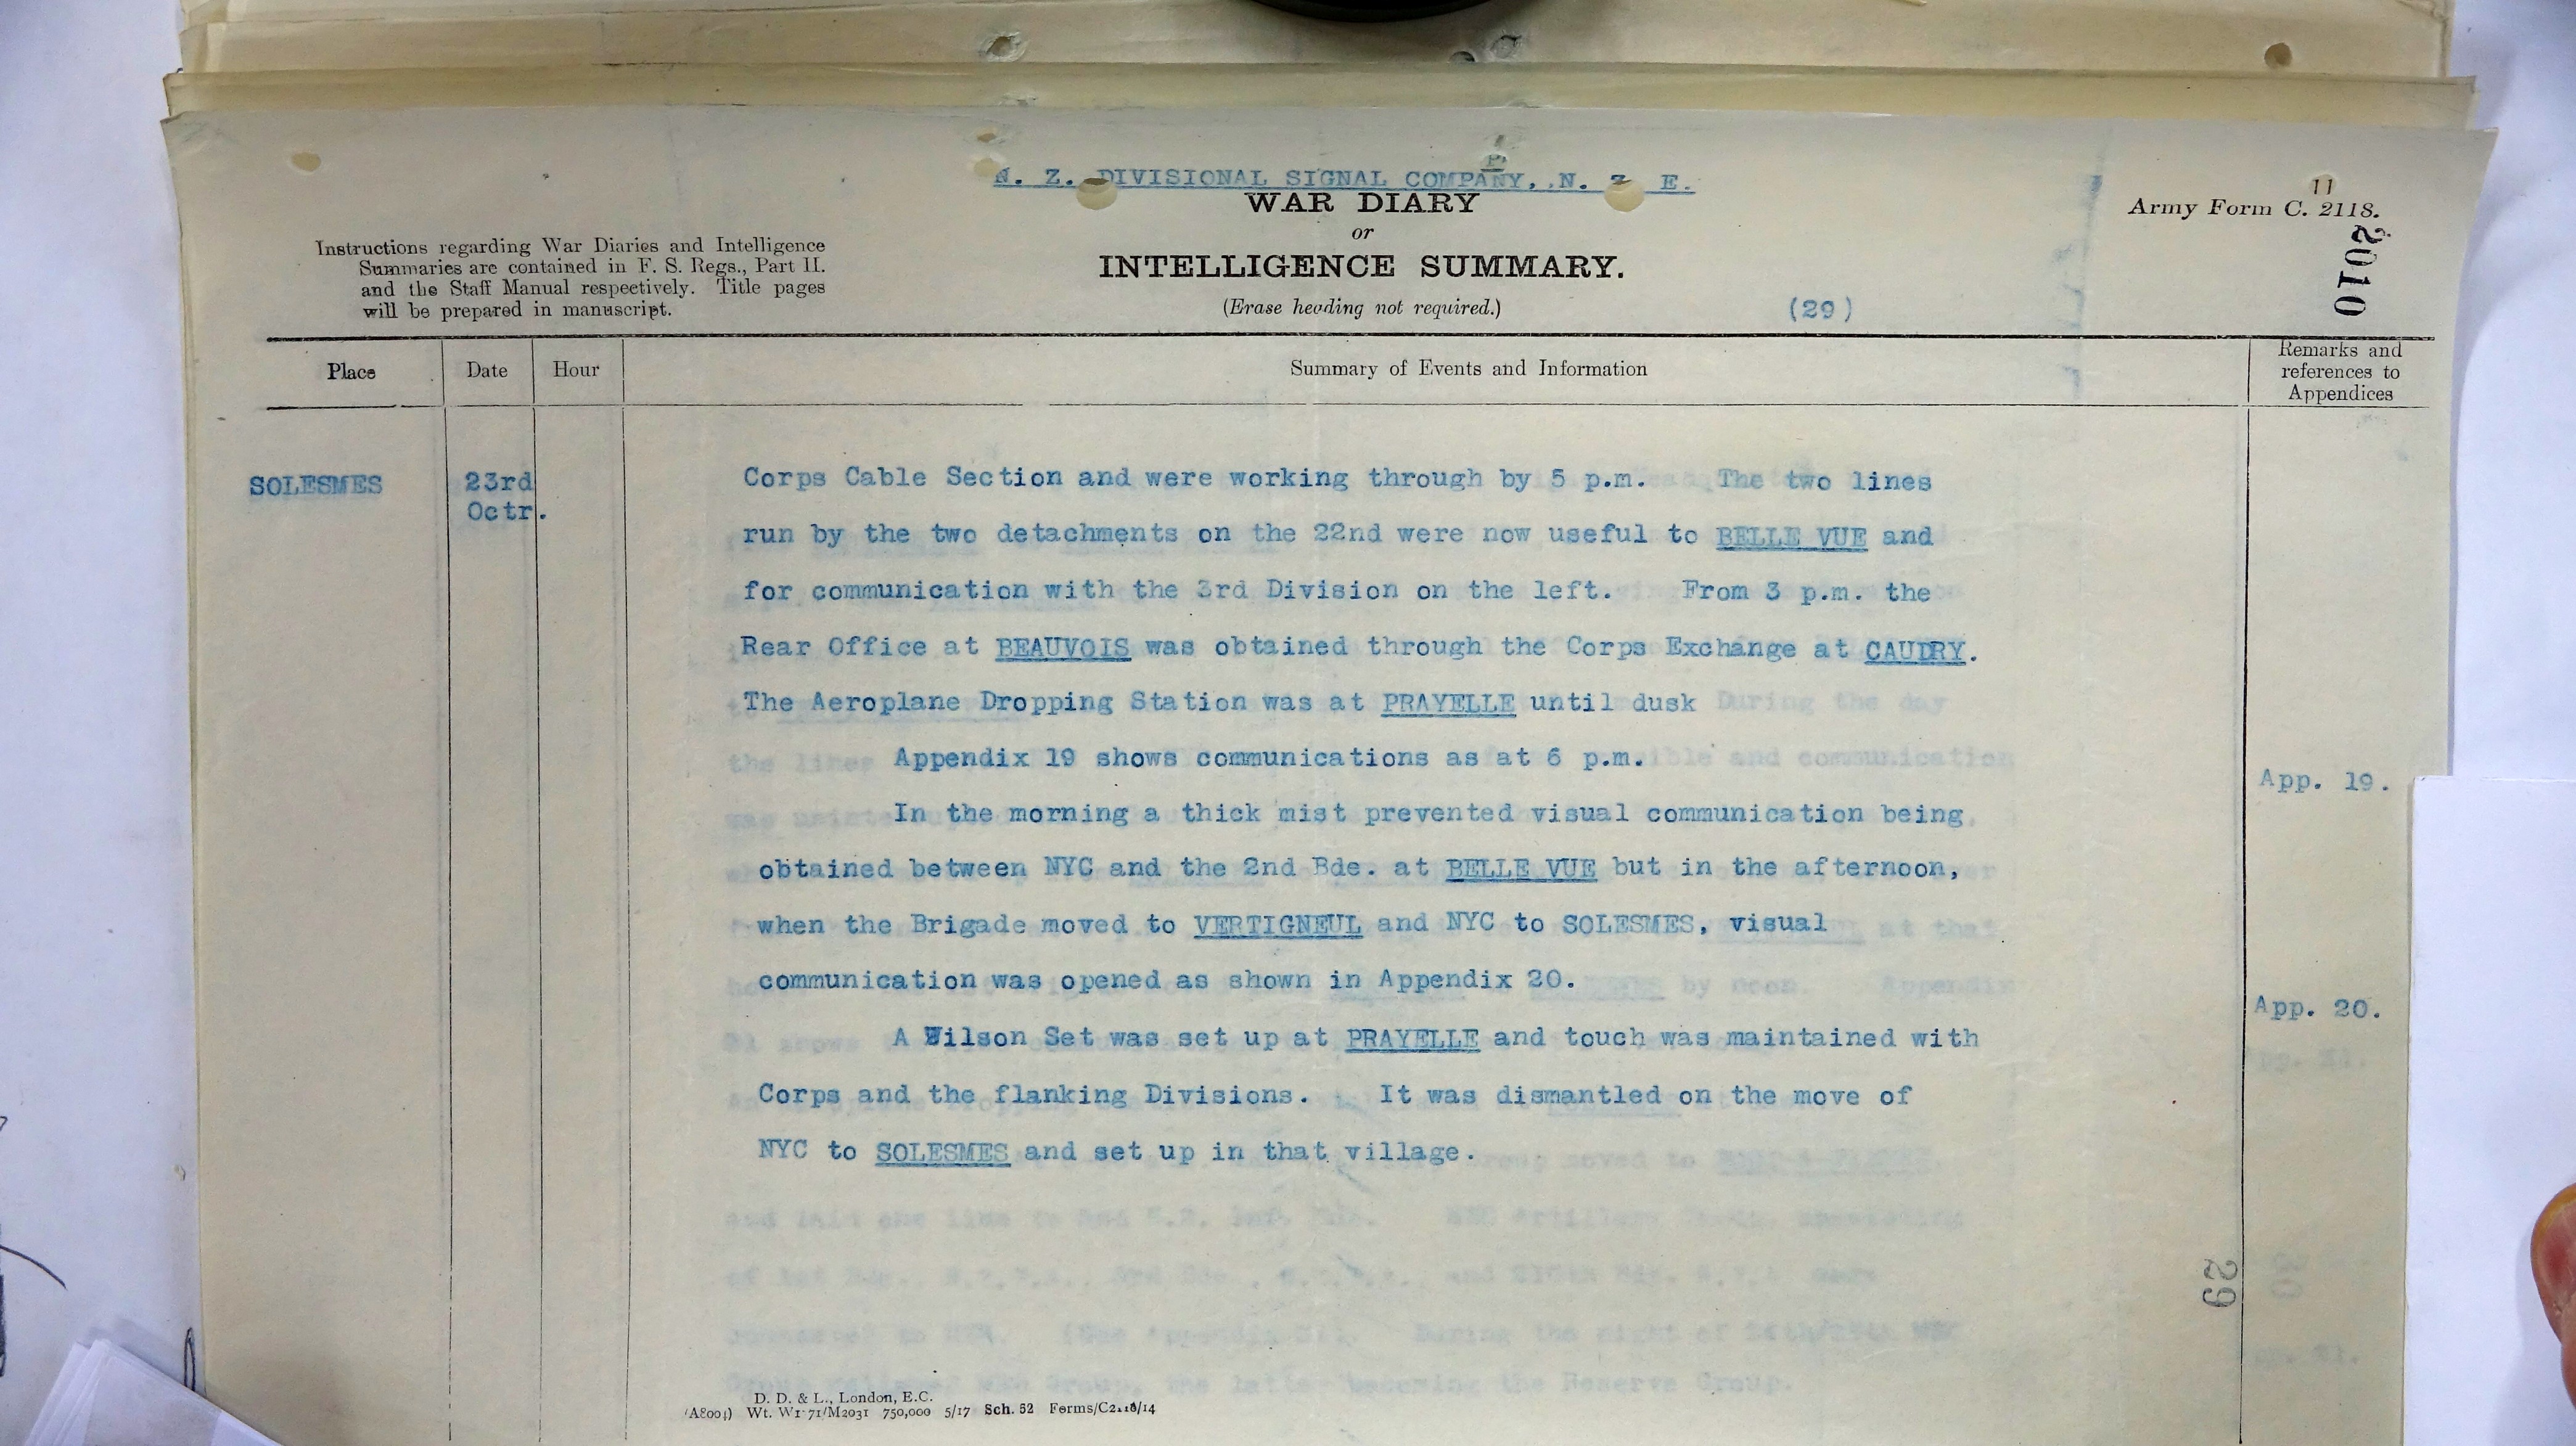 N. Z. DIVISIONAL SIGNAL COMPANY, N. Z. E.
WAR DIARY
or
INTELLIGENCE SUMMARY.
(Erase heading not required.)
(29)
11
Army Form C. 2118.
2010
Instructions regarding War Diaries and Intelligence
Summaries are contained in F. S. Regs., Part II.
and the Staff Manual respectively. Title pages
will be prepared in manuscript.
Place
Date
Hour
Summary of Events and Information
Remarks and
references to
Appendices
SOLESMES
23rd
Octr.
Corps Cable Section and were working through by 5 p.m. The two lines
run by the two detachments on the 22nd were now useful to BELLE VUE and
for communication with the 3rd Division on the left. From 3 p.m. the
Rear Office at BEAUVOIS was obtained through the Corps Exchange at CAUDRY.
The Aeroplane Dropping Station was at PRAYELLE until dusk
Appendix 19 shows communications as at 6 p.m.
App. 19.
In the morning a thick mist prevented visual communication being
obtained between NYC and the 2nd Bde. at BELLE VUE but in the afternoon,
when the Brigade moved to VERTIGNEUL and NYC to SOLESMES, visual
communication was opened as shown in Appendix 20.
App. 20.
A Wilson Set was set up at PRAYELLE and touch was maintained with
Corps and the flanking Divisions. It was dismantled on the move of
NYC to SOLESMES and set up in that village.
29
D. D. & L., London, E.C.
750,000 5/17 Sch. 52 Forms/C2118/14